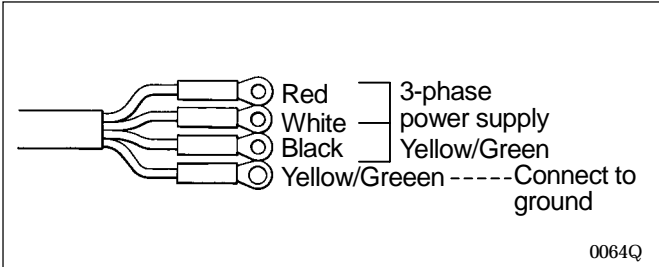 Red
White
Black
Yellow/Greeen -----Connect to
ground
3-phase
power supply
Yellow/Green
0064Q